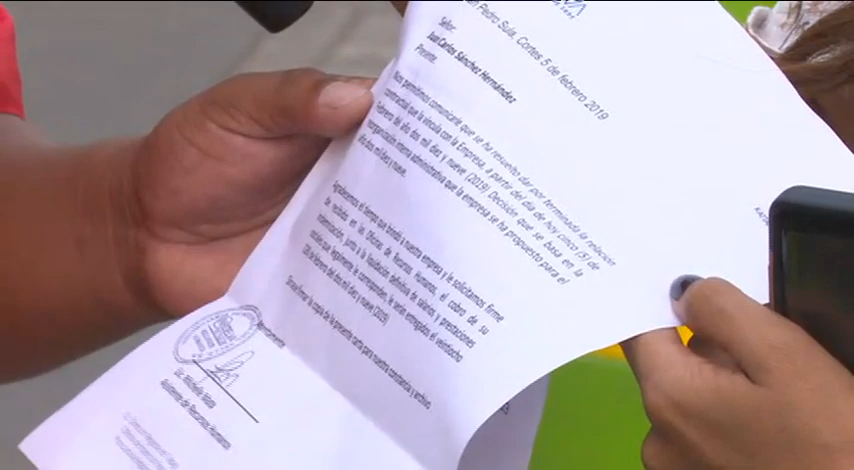 San Pedro Sula, Cortes 5 de febrero de 2019
Señor
Juan Carlos Sánchez Hernández
Presente.
Nos permitimos comunicarle que se ha resuelto dar por terminada la relación
contractual que la vincula con la Empresa, a partir del día de hoy cinco (5) de
febrero del año dos mil diez y nueve (2019) Decisión que se basa en la
reorganización interna administrativa que la empresa se ha propuesto para el
año dos mil diez y nueve.
Agradecemos el tiempo que brindó a nuestra empresa y le solicitamos firme
de recibido en las Oficinas de Recursos Humanos, el cobro de su
junto a la liquidación definitiva de salarios y prestaciones
que legalmente le corresponden, le serán entregados el veintiocho
(28) de febrero del dos mil diez y nueve (2019)
Sírvase firmar la copia de la presente carta para nuestra constancia y archivo
Asistente de Recursos Humanos